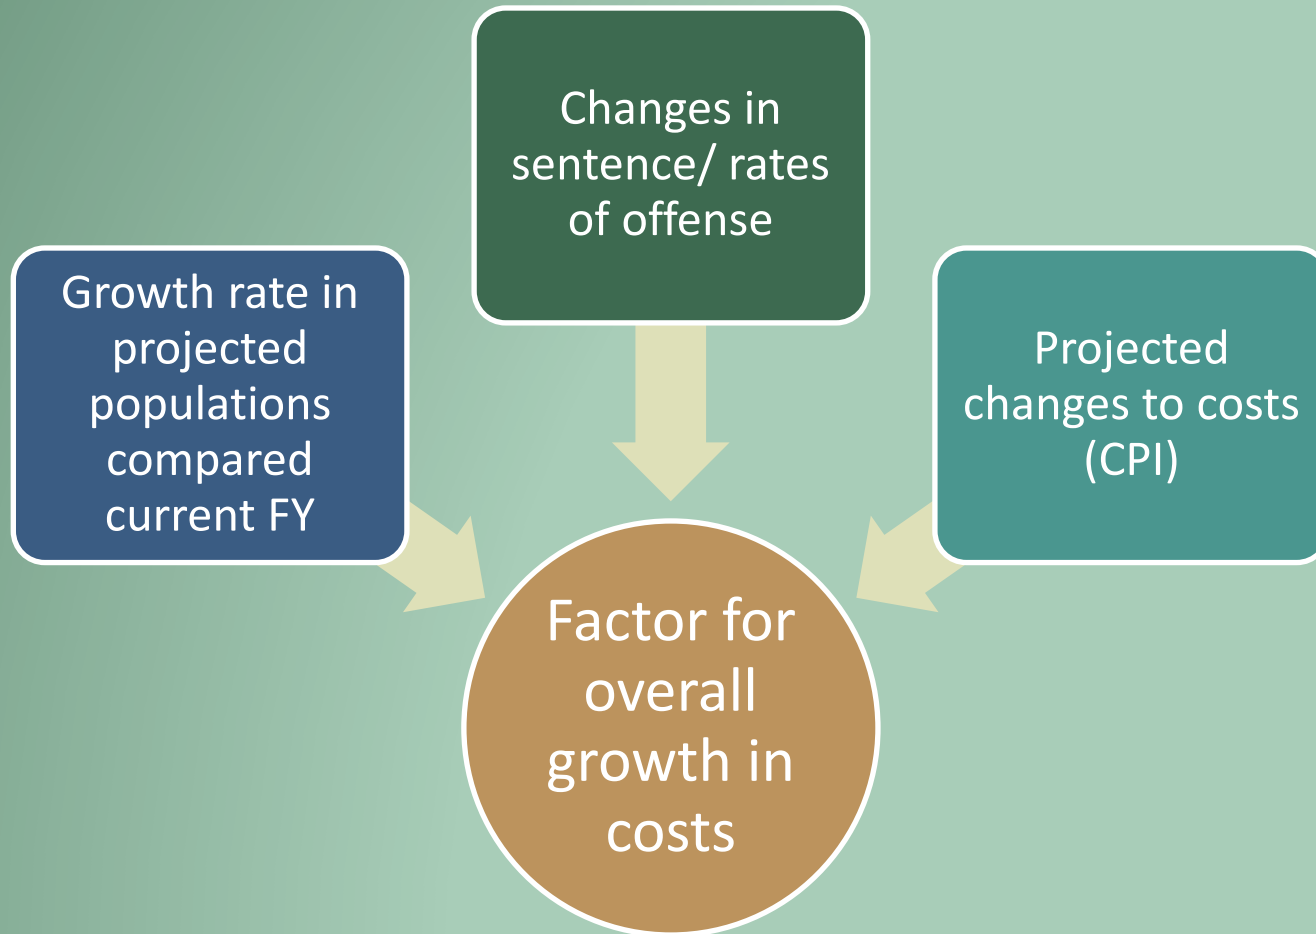 Changes in
sentence/ rates
of offense
Growth rate in
projected
populations
compared
current FY
Projected
changes to costs
(CPI)
Factor for
overall
growth in
costs